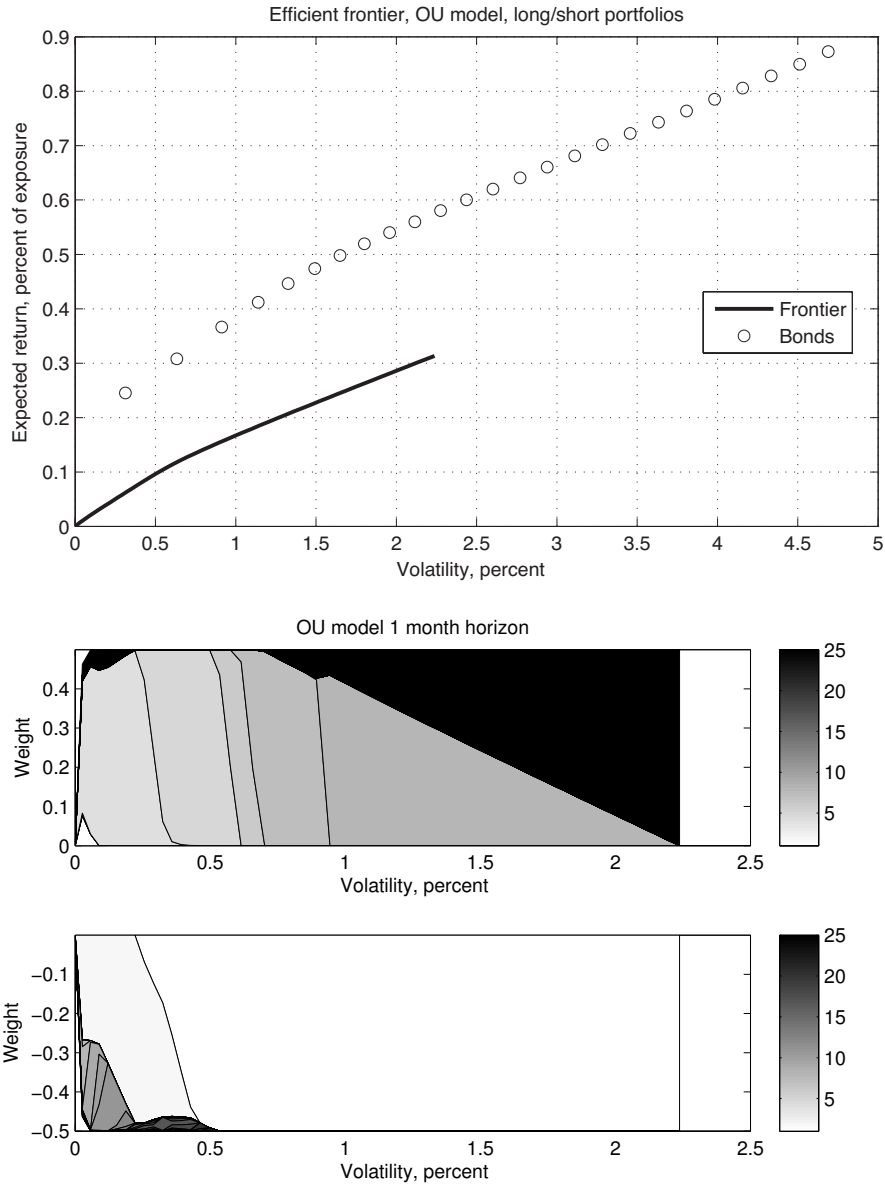 Efficient frontier, OU model, long/short portfolios
0.9
0.8
0.7
0.6
0.5
0.4
0.3
0.2
0.1
0
Expected return, percent of exposure
Frontier
Bonds
0 0.5 1 1.5 2 2.5 3 3.5 4 4.5 5
Volatility, percent
OU model 1 month horizon
0.4
0.3
0.2
0.1
0
Weight
0 0.5 1 1.5 2 2.5
Volatility, percent
25
20
15
10
5
−0.1
−0.2
−0.3
−0.4
−0.5
Weight
0 0.5 1 1.5 2 2.5
Volatility, percent
25
20
15
10
5